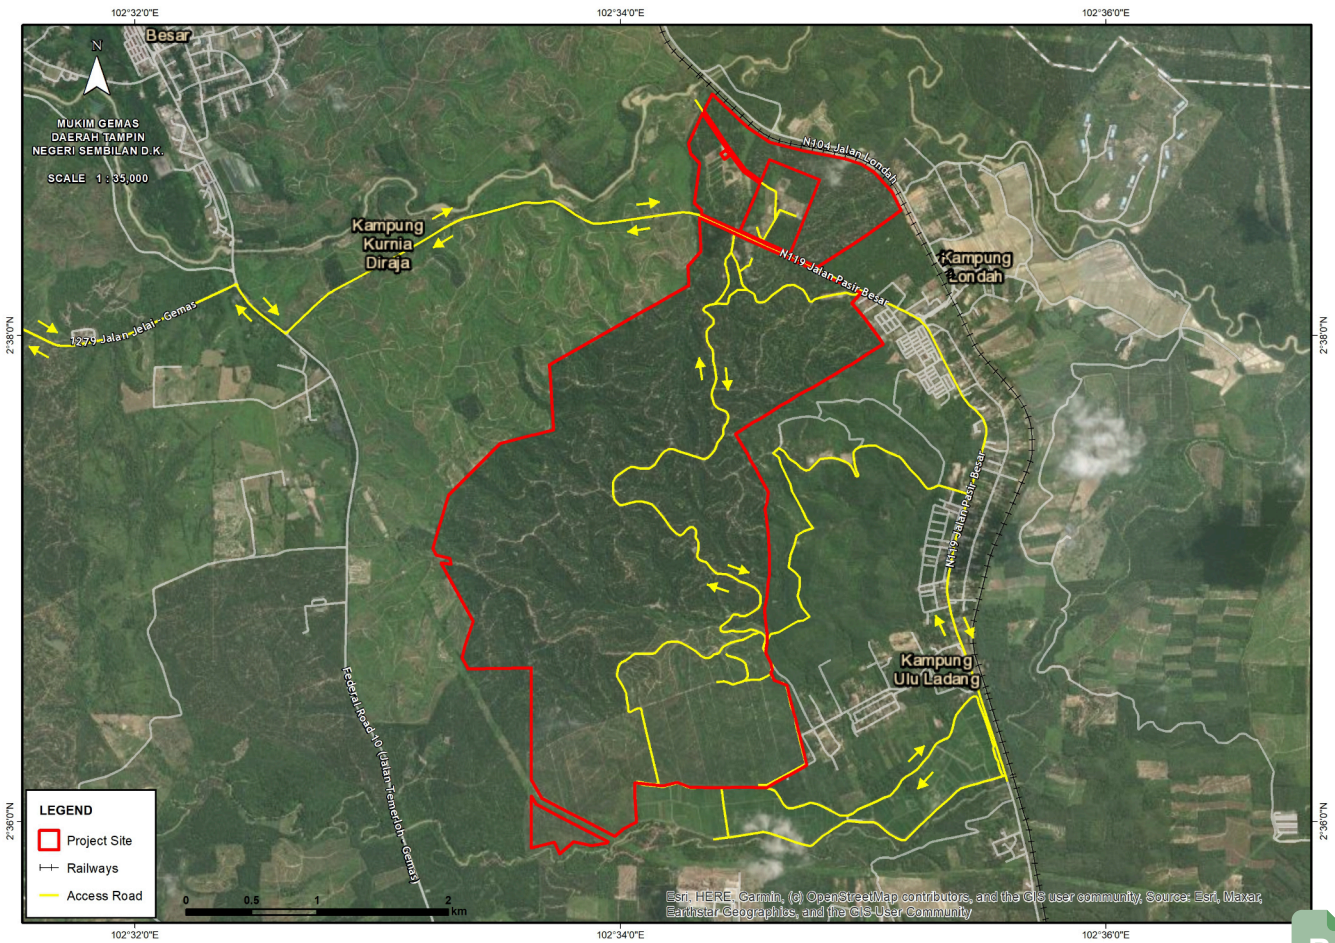 102°32'0"E
102°34'0"E
102°36'0"E
Besar
N
MUKIM GEMAS
DAERAH TAMPIN
NEGERI SEMBILAN D.K.
SCALE 1 : 35,000
N104 Jalan Londah
Kampung
Kurnia
Diraja
N119 Jalan Pasir Besar
Kampung
Londah
1279 Jalan Jelai - Gemas
2°38'0"N
2°38'0"N
N119 Jalan Pasir Besar
Kampung
Ulu Ladang
Federal Road 10 (Jalan Temerloh - Gemas)
2°36'0"N
2°36'0"N
LEGEND
Project Site
Railways
Access Road
0
0.5
1
2
km
Esri, HERE, Garmin, (c) OpenStreetMap contributors, and the GIS user community, Source: Esri, Maxar,
Earthstar Geographics, and the GIS User Community
102°32'0"E
102°34'0"E
102°36'0"E